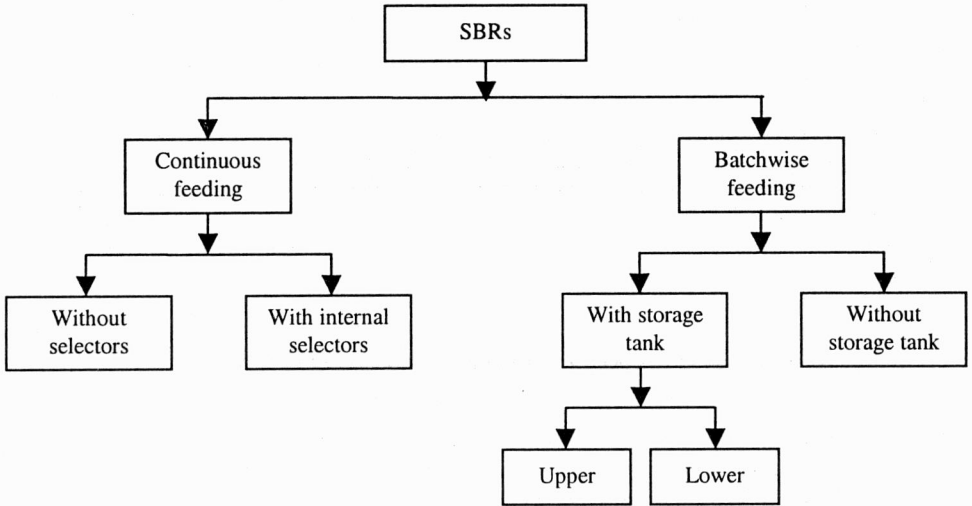 SBRs
Continuous
feeding
Batchwise
feeding
Without
selectors
With internal
selectors
With storage
tank
Without
storage tank
Upper
Lower